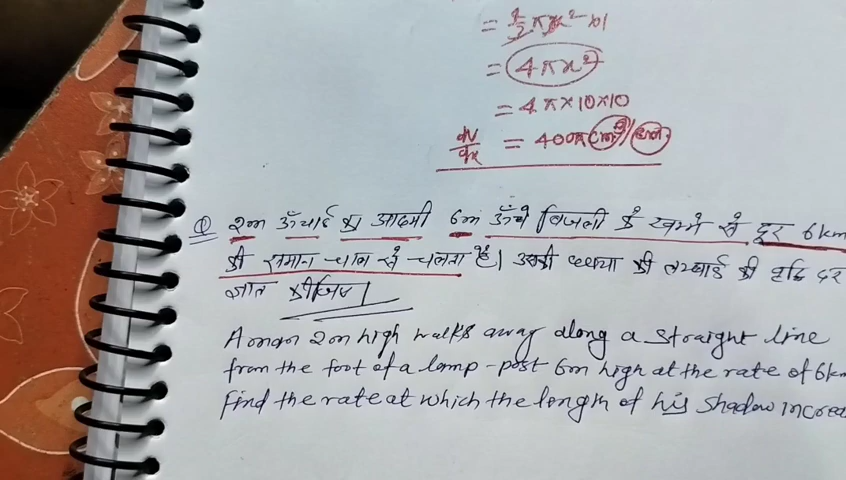 = 4πx²
= 4π×10×10
dV/dx = 400π cm³/
Q 2m ऊँचाई का आदमी 6m ऊँचे बिजली के खम्भे से दूर 6km
की समान चाल से चलता है। उसकी छाया की लम्बाई की वृद्धि दर
ज्ञात कीजिए।
A man 2m high walks away along a straight line
from the foot of a lamp-post 6m high at the rate of 6km
Find the rate at which the length of his shadow increa